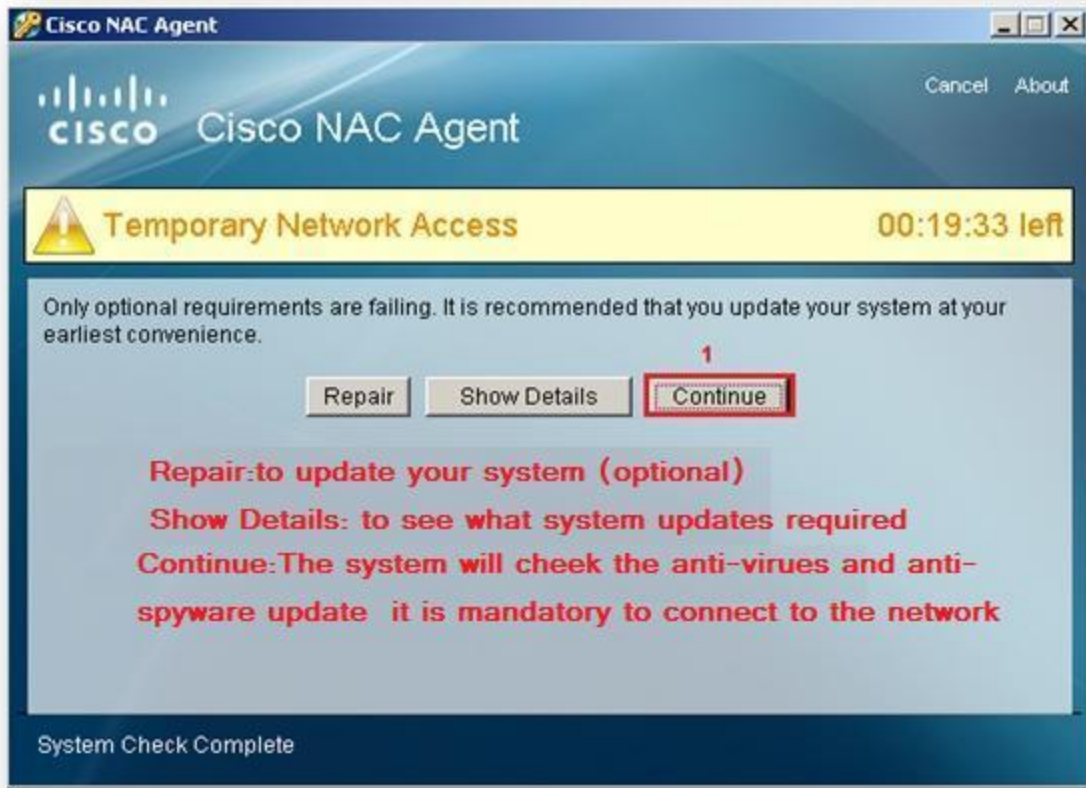 Cisco NAC Agent
Cancel About
CISCO Cisco NAC Agent
Temporary Network Access 00:19:33 left
Only optional requirements are failing. It is recommended that you update your system at your
earliest convenience.
1
Repair Show Details Continue
Repair:to update your system (optional)
Show Details: to see what system updates required
Continue:The system will cheek the anti-virues and anti-
spyware update it is mandatory to connect to the network
System Check Complete